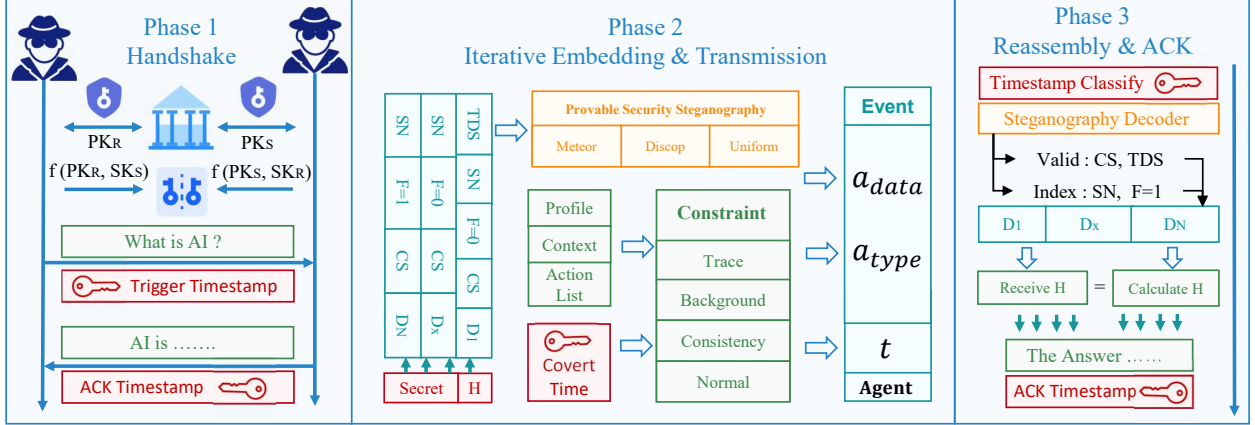 Phase 1
Handshake
PKR
PKS
f (PKR, SKS)
f (PKS, SKR)
What is AI ?
Trigger Timestamp
AI is .......
ACK Timestamp
Phase 2
Iterative Embedding & Transmission
SN
F=1
CS
DN
SN
F=0
CS
DX
TDS
SN
F=0
CS
D1
Secret
H
Provable Security Steganography
Meteor
Discop
Uniform
Profile
Context
Action
List
Covert
Time
Constraint
Trace
Background
Consistency
Normal
Event
adata
atype
t
Agent
Phase 3
Reassembly & ACK
Timestamp Classify
Steganography Decoder
Valid : CS, TDS
Index : SN, F=1
D1
DX
DN
Receive H
=
Calculate H
The Answer ……
ACK Timestamp